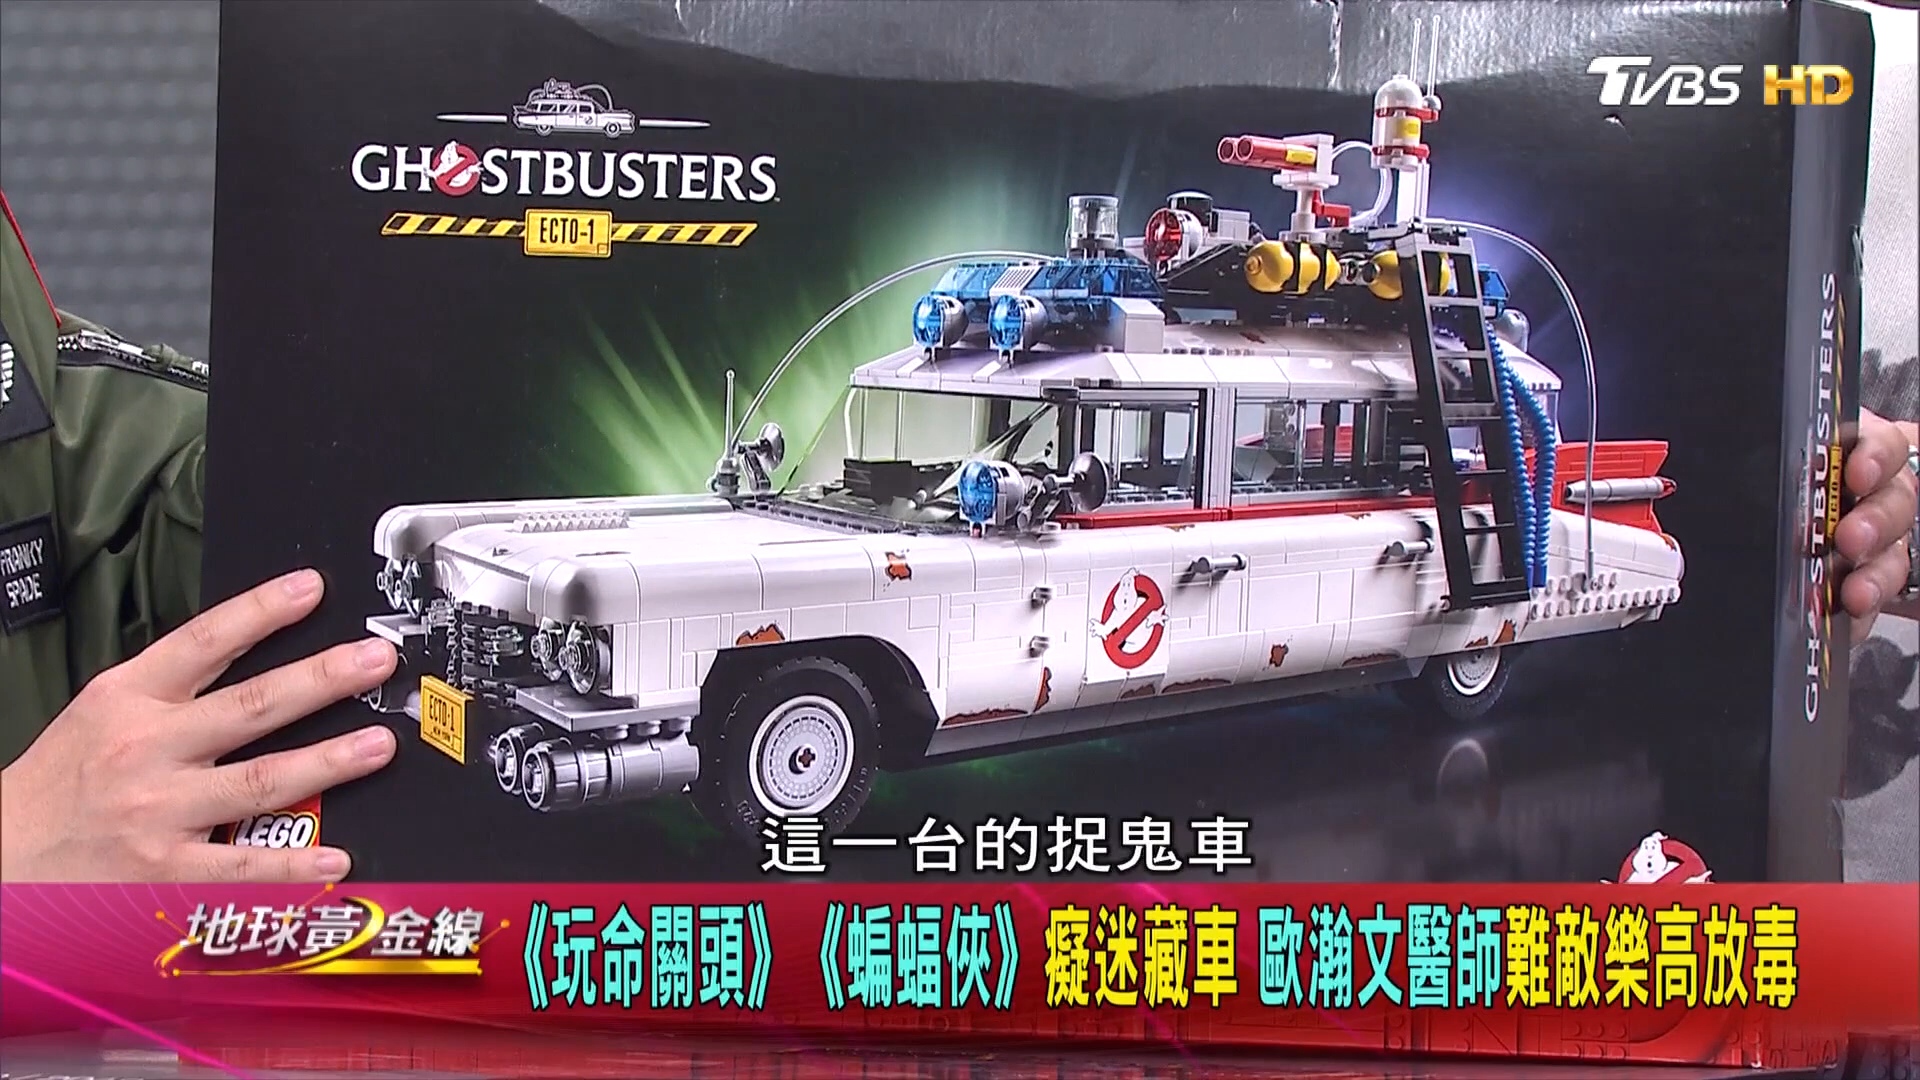 TVBS HD
GHOSTBUSTERS
ECTO-1
GHOSTBUSTERS
ECTO-1
FRANKY
SPADE
ECTO-1
LEGO
這一台的捉鬼車
地球黃金線
《玩命關頭》《蝙蝠俠》癡迷藏車 歐瀚文醫師難敵樂高放毒